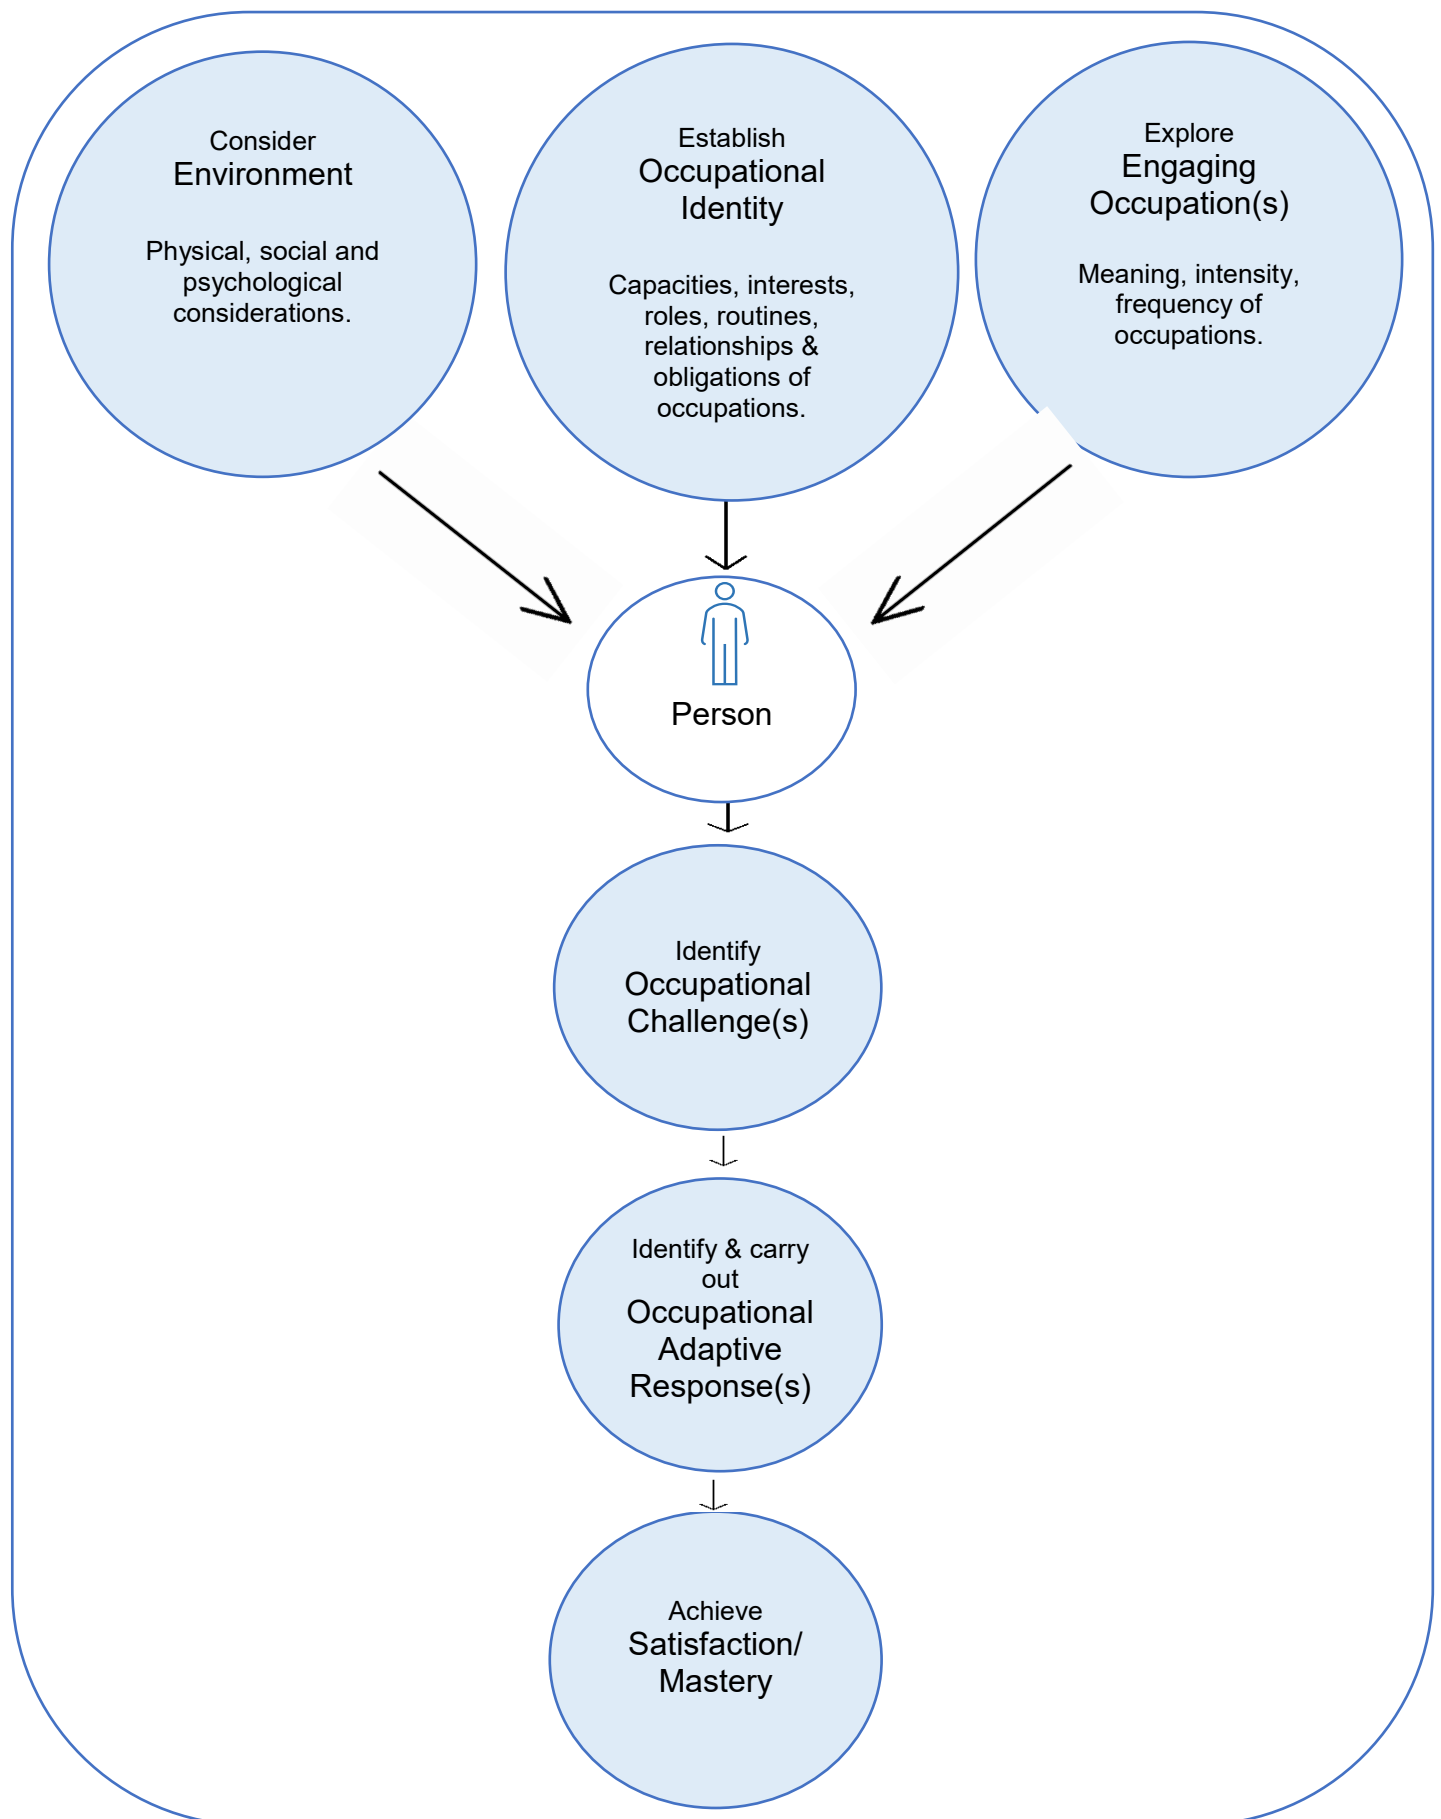 Consider
Environment
Physical, social and
psychological
considerations.
Establish
Occupational
Identity
Capacities, interests,
roles, routines,
relationships &
obligations of
occupations.
Explore
Engaging
Occupation(s)
Meaning, intensity,
frequency of
occupations.
Person
Identify
Occupational
Challenge(s)
Identify & carry
out
Occupational
Adaptive
Response(s)
Achieve
Satisfaction/
Mastery